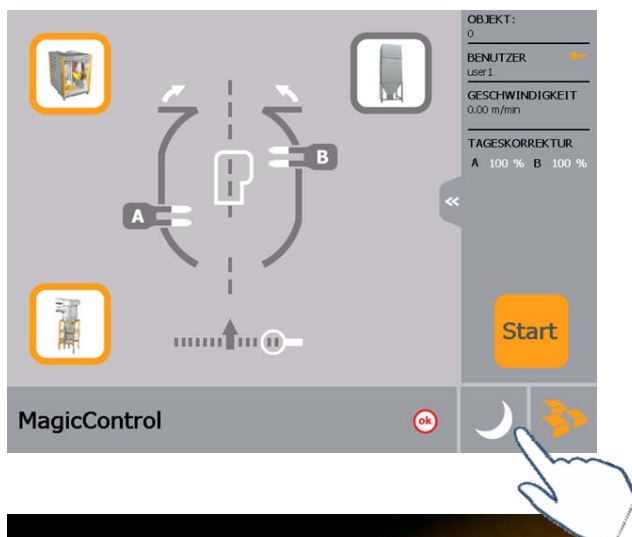 OBJEKT:
0
BENUTZER
user1
GESCHWINDIGKEIT
0.00 m/min
TAGESKORREKTUR
A 100 % B 100 %
B
A
«
Start
MagicControl
ok